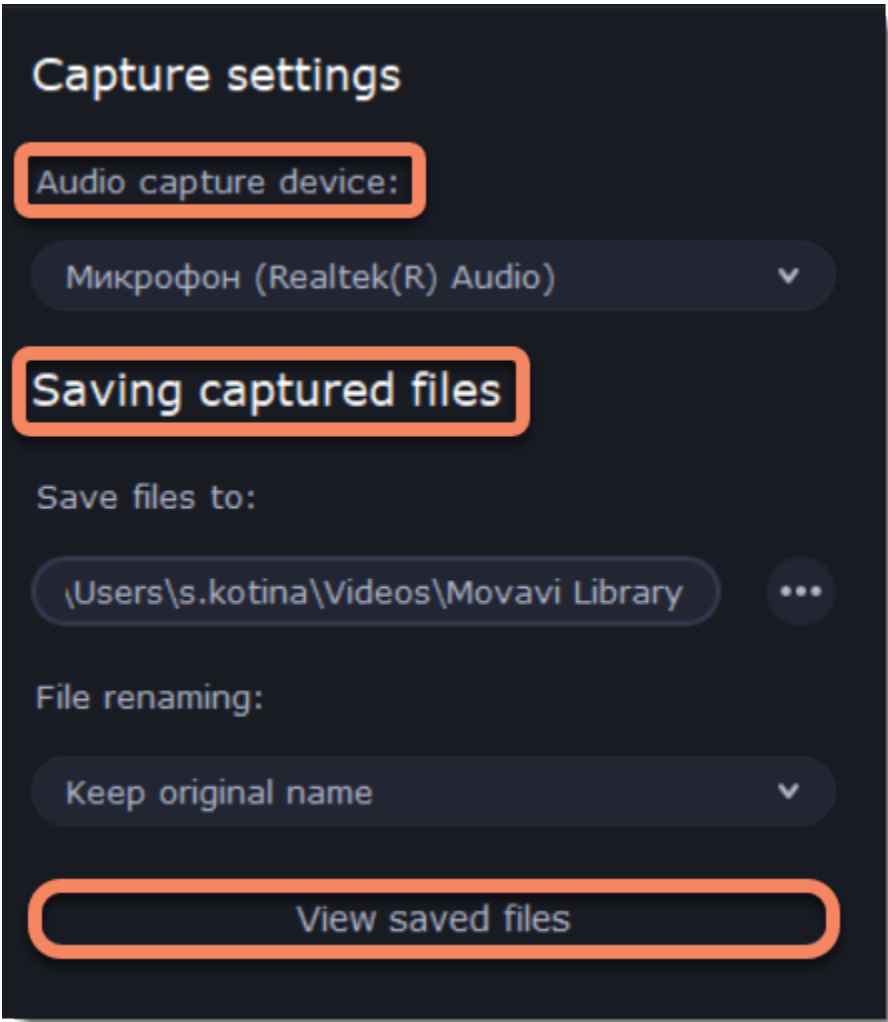 Capture settings
Audio capture device:
Микрофон (Realtek(R) Audio)
Saving captured files
Save files to:
\Users\s.kotina\Videos\Movavi Library
File renaming:
Keep original name
View saved files